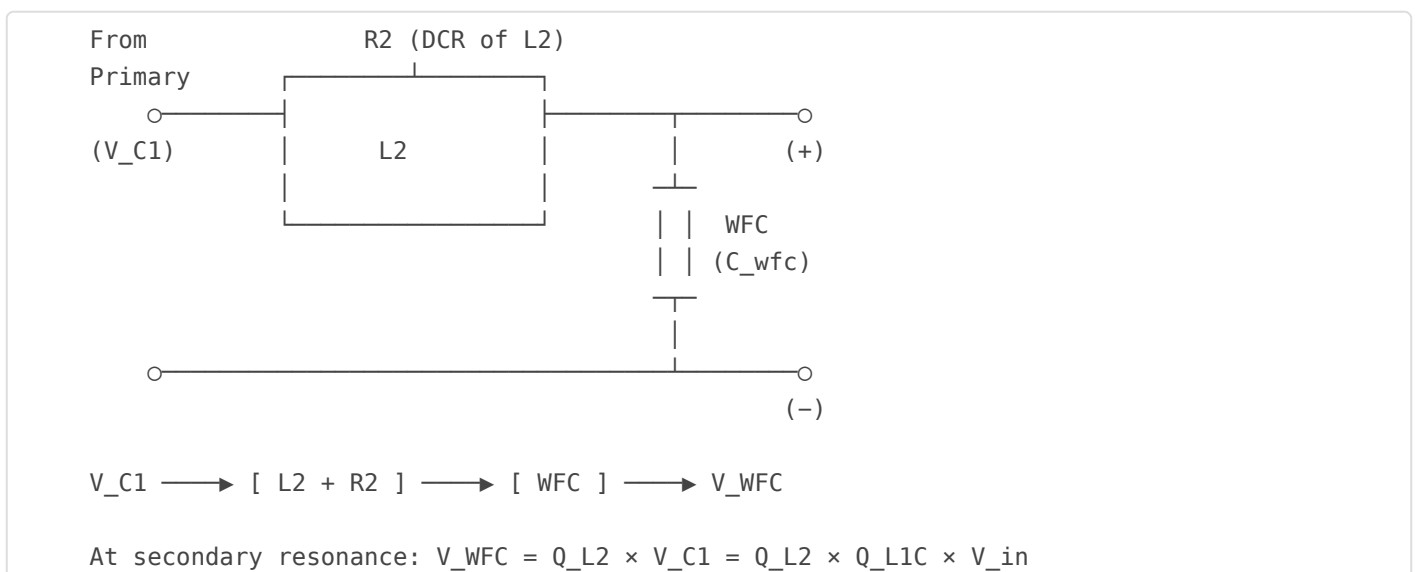 From R2 (DCR of L2)
Primary
(V_C1) L2 (+)
WFC
(C_wfc)
(−)
V_C1 ───▶ [ L2 + R2 ] ───▶ [ WFC ] ───▶ V_WFC
At secondary resonance: V_WFC = Q_L2 × V_C1 = Q_L2 × Q_L1C × V_in